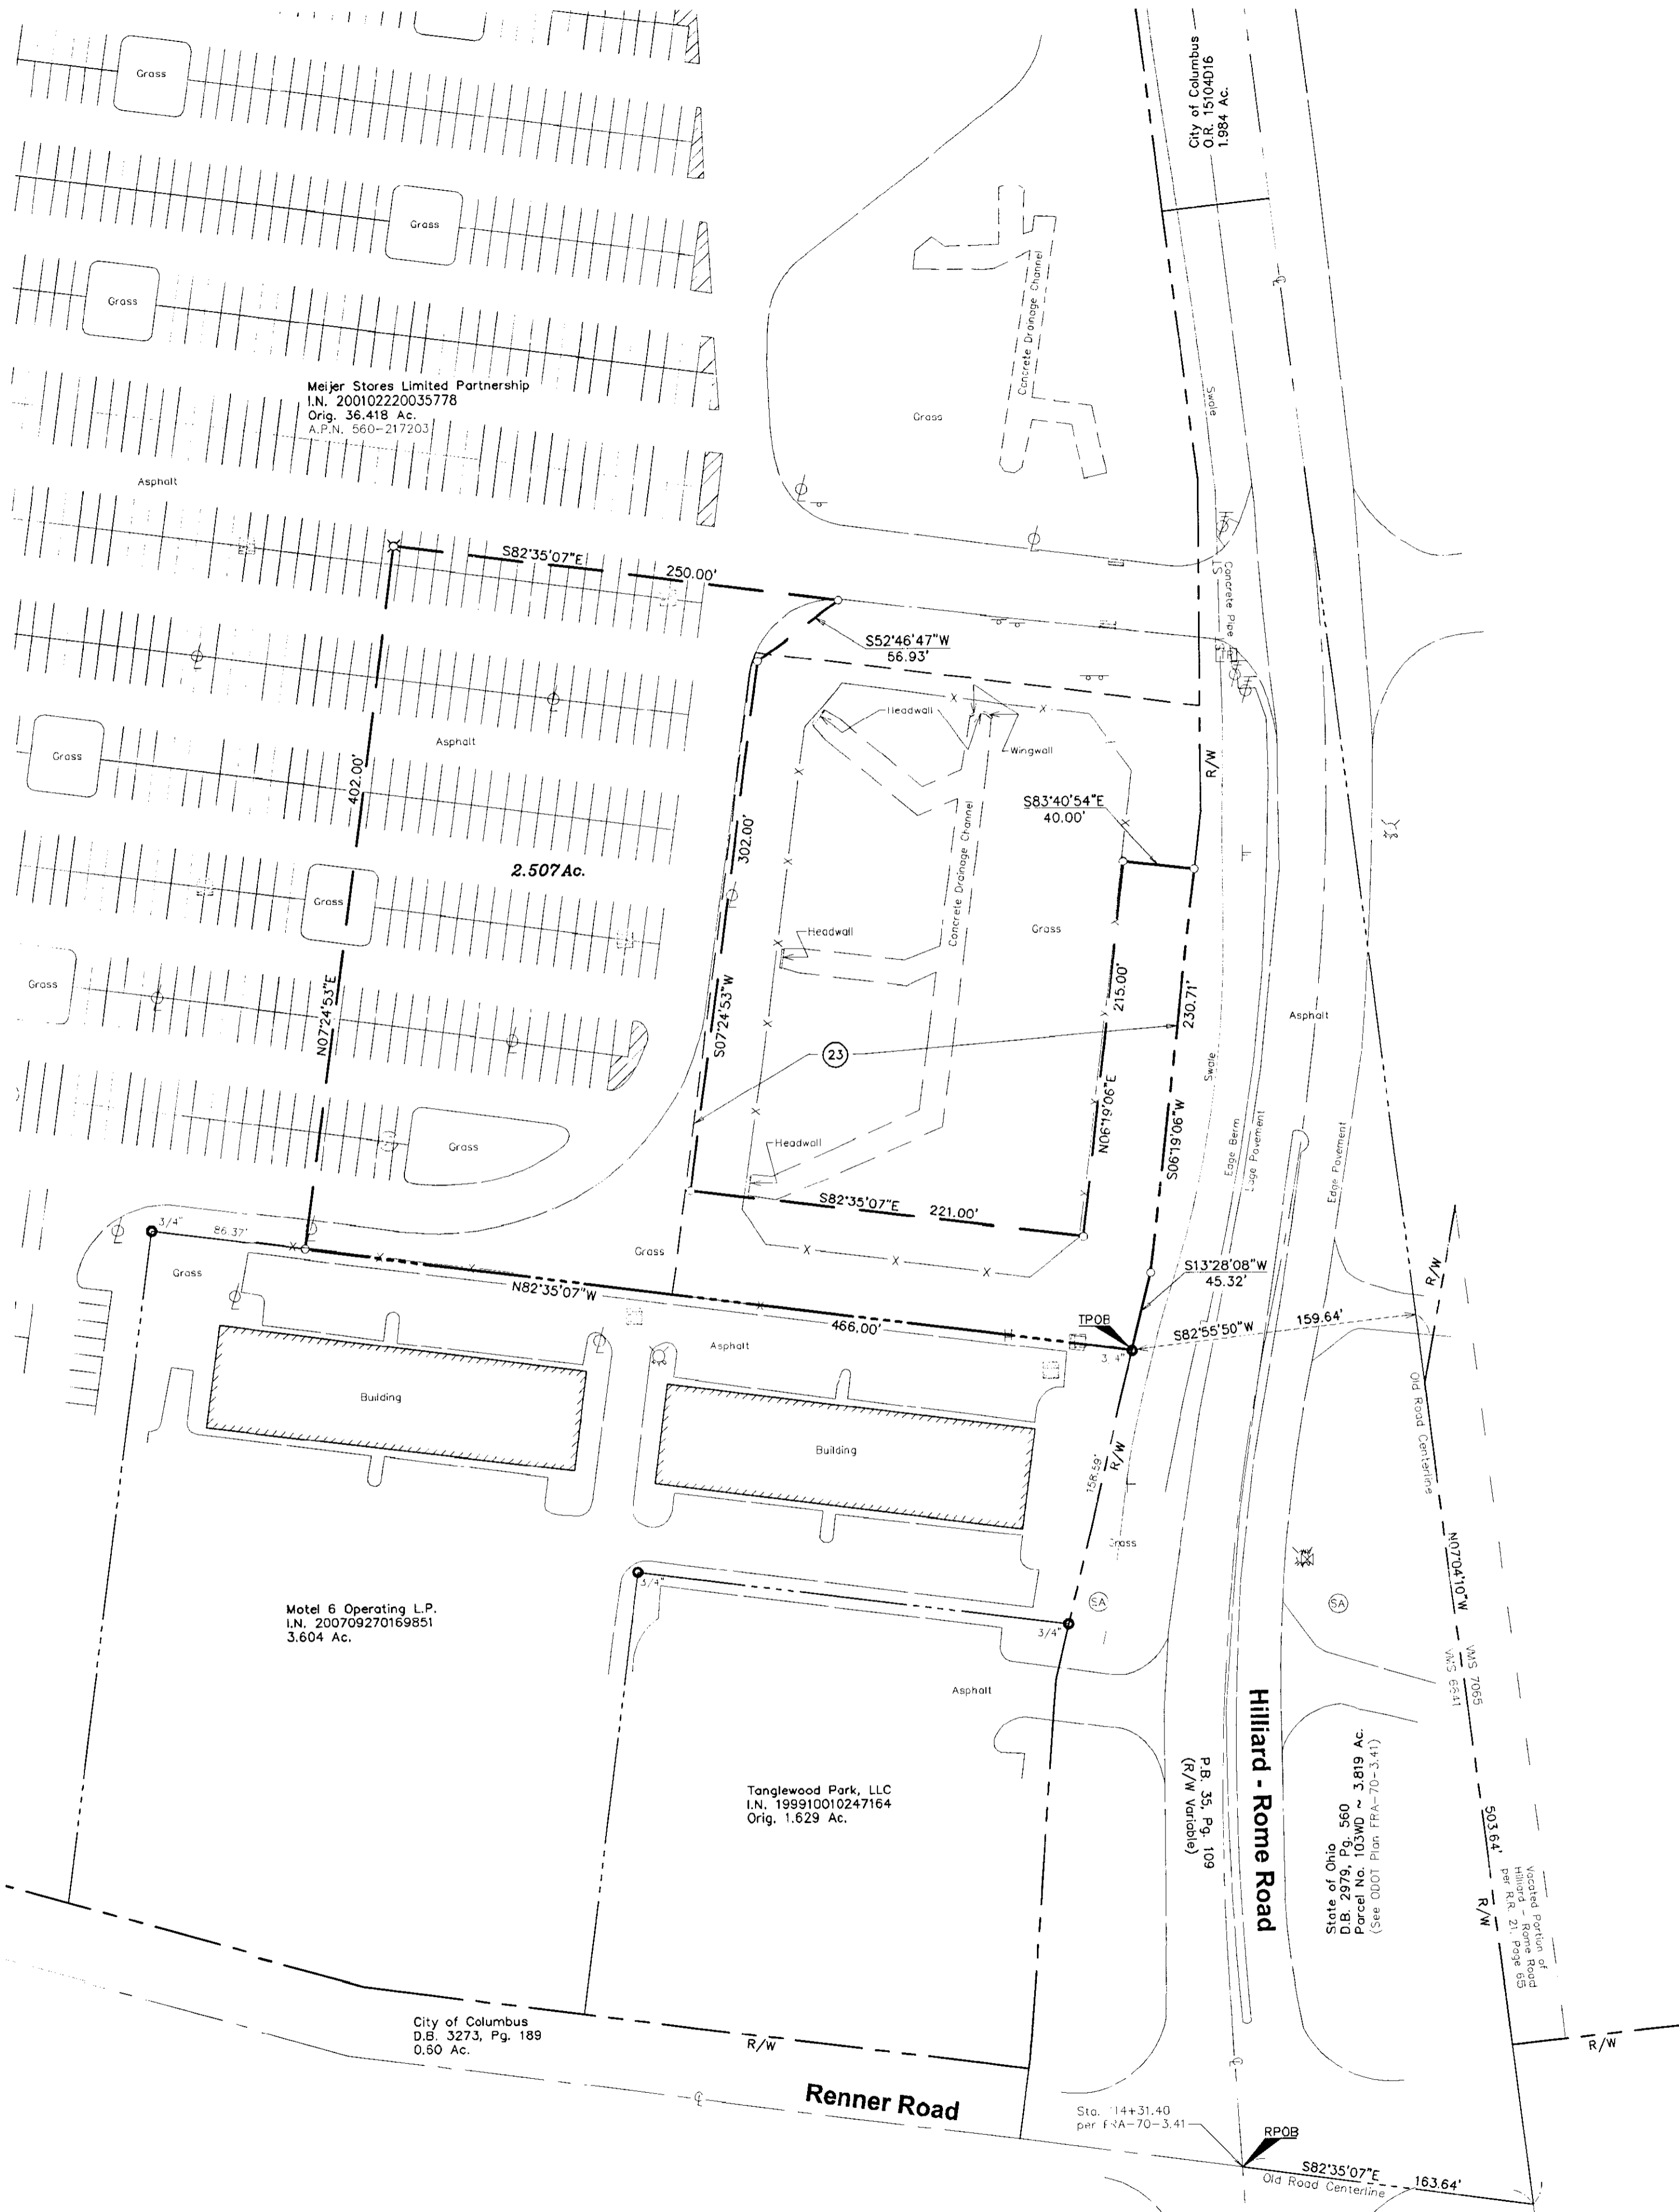 Grass
City of Columbus
O.R. 15104D16
1.984 Ac.
Grass
Concrete Drainage Channel
Grass
Meijer Stores Limited Partnership
I.N. 200102220035778
Orig. 36.418 Ac.
A.P.N. 560-217203
Swale
Grass
Asphalt
S82°35'07"E
250.00'
Concrete Pipe
S52°46'47"W
56.93'
Headwall
Wingwall
Asphalt
Grass
R/W
402.00'
S83°40'54"E
40.00'
302.00'
Concrete Drainage Channel
2.507Ac.
Grass
Headwall
Grass
Grass
N07°24'53"E
S07°24'53"W
215.00'
230.71'
Asphalt
23
Swale
N06°19'06"E
S06°19'06"W
Edge Berm
Edge Pavement
Edge Pavement
Grass
Headwall
S82°35'07"E
221.00'
3/4"
86.37'
Grass
Grass
N82°35'07"W
466.00'
S13°28'08"W
45.32'
R/W
TPOB
S82°55'50"W
159.64'
Asphalt
Building
Building
Old Road Centerline
158.59'
R/W
Grass
N07°04'10"W
3/4"
3/4"
SA
SA
Motel 6 Operating L.P.
I.N. 200709270169851
3.604 Ac.
VMS 7065
VMS 6841
Asphalt
Hilliard - Rome Road
P.B. 35, Pg. 109
(R/W Variable)
State of Ohio
D.B. 2979, Pg. 560
Parcel No. 103WD ~ 3.819 Ac.
(See ODOT Plan FRA-70-3.41)
Tanglewood Park, LLC
I.N. 199910010247164
Orig. 1.629 Ac.
503.64'
R/W
Vacated Portion of
Hilliard - Rome Road
per R.R. 21, Page 65
City of Columbus
D.B. 3273, Pg. 189
0.60 Ac.
R/W
R/W
Renner Road
Sta. 14+31.40
per FRA-70-3.41
RPOB
S82°35'07"E
163.64'
Old Road Centerline